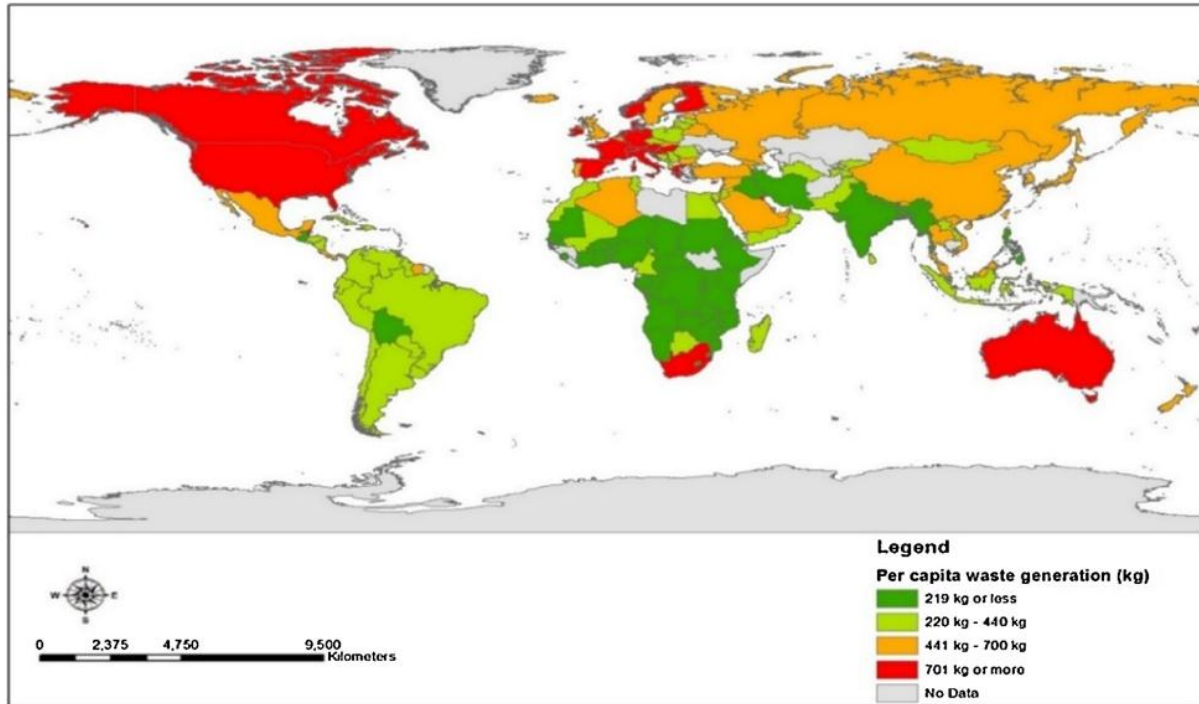 N
W E
S
0 2,375 4,750 9,500
Kilometers
Legend
Per capita waste generation (kg)
219 kg or less
220 kg - 440 kg
441 kg - 700 kg
701 kg or more
No Data